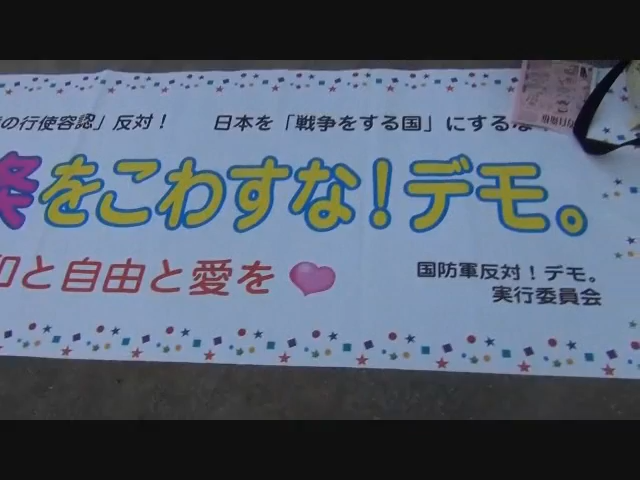 の行使容認」反対！　日本を「戦争をする国」にするな
条をこわすな！デモ。
和と自由と愛を
国防軍反対！デモ。
実行委員会